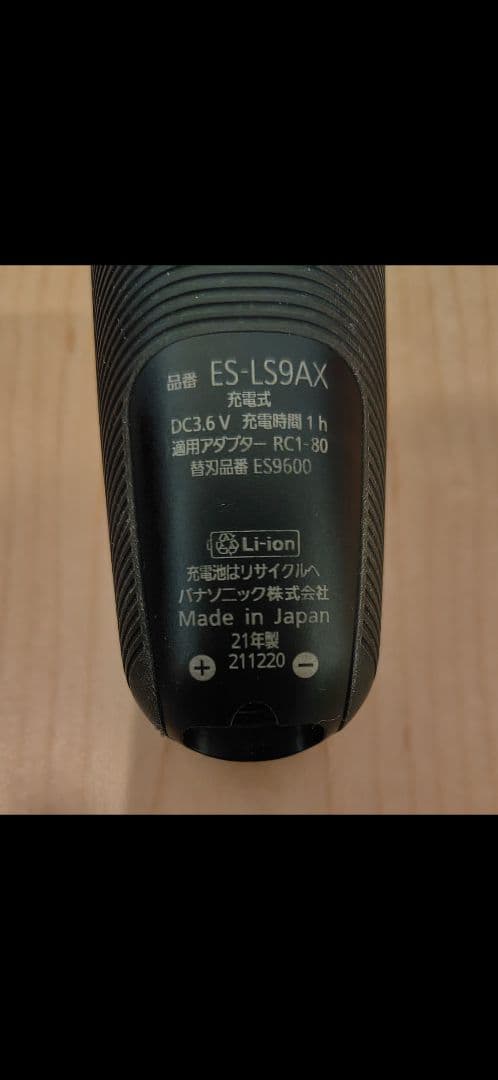 品番 ES-LS9AX
充電式
DC3.6V 充電時間1h
適用アダプター RC1-80
替刃品番 ES9600
Li-ion
充電池はリサイクルへ
パナソニック株式会社
Made in Japan
21年製
+ 211220 −